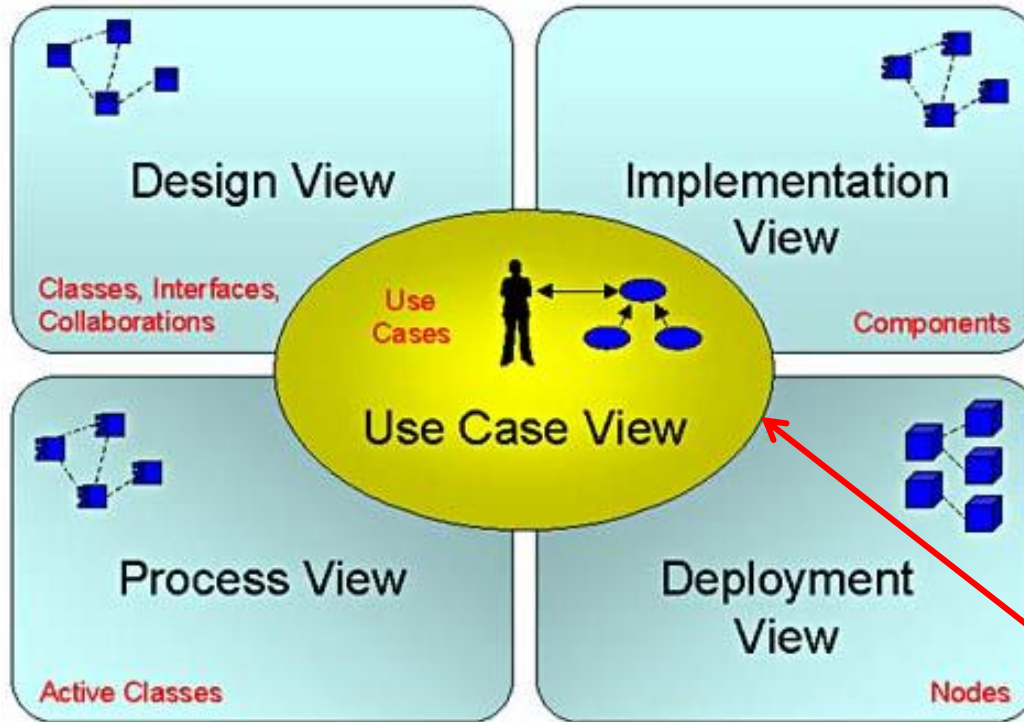 Design View
Implementation
View
Classes, Interfaces,
Collaborations
Use
Cases
Components
Use Case View
Process View
Deployment
View
Active Classes
Nodes